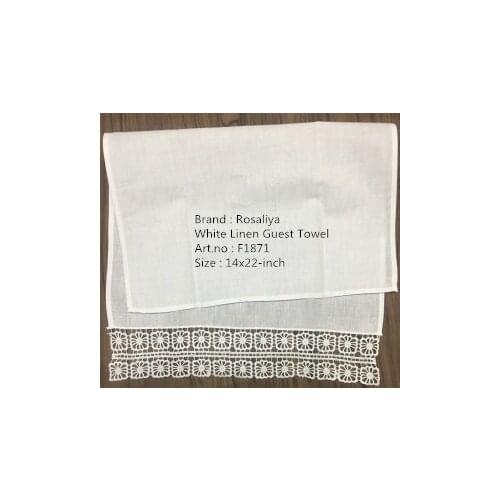 Brand : Rosaliya
White Linen Guest Towel
Art.no : F1871
Size : 14x22-inch